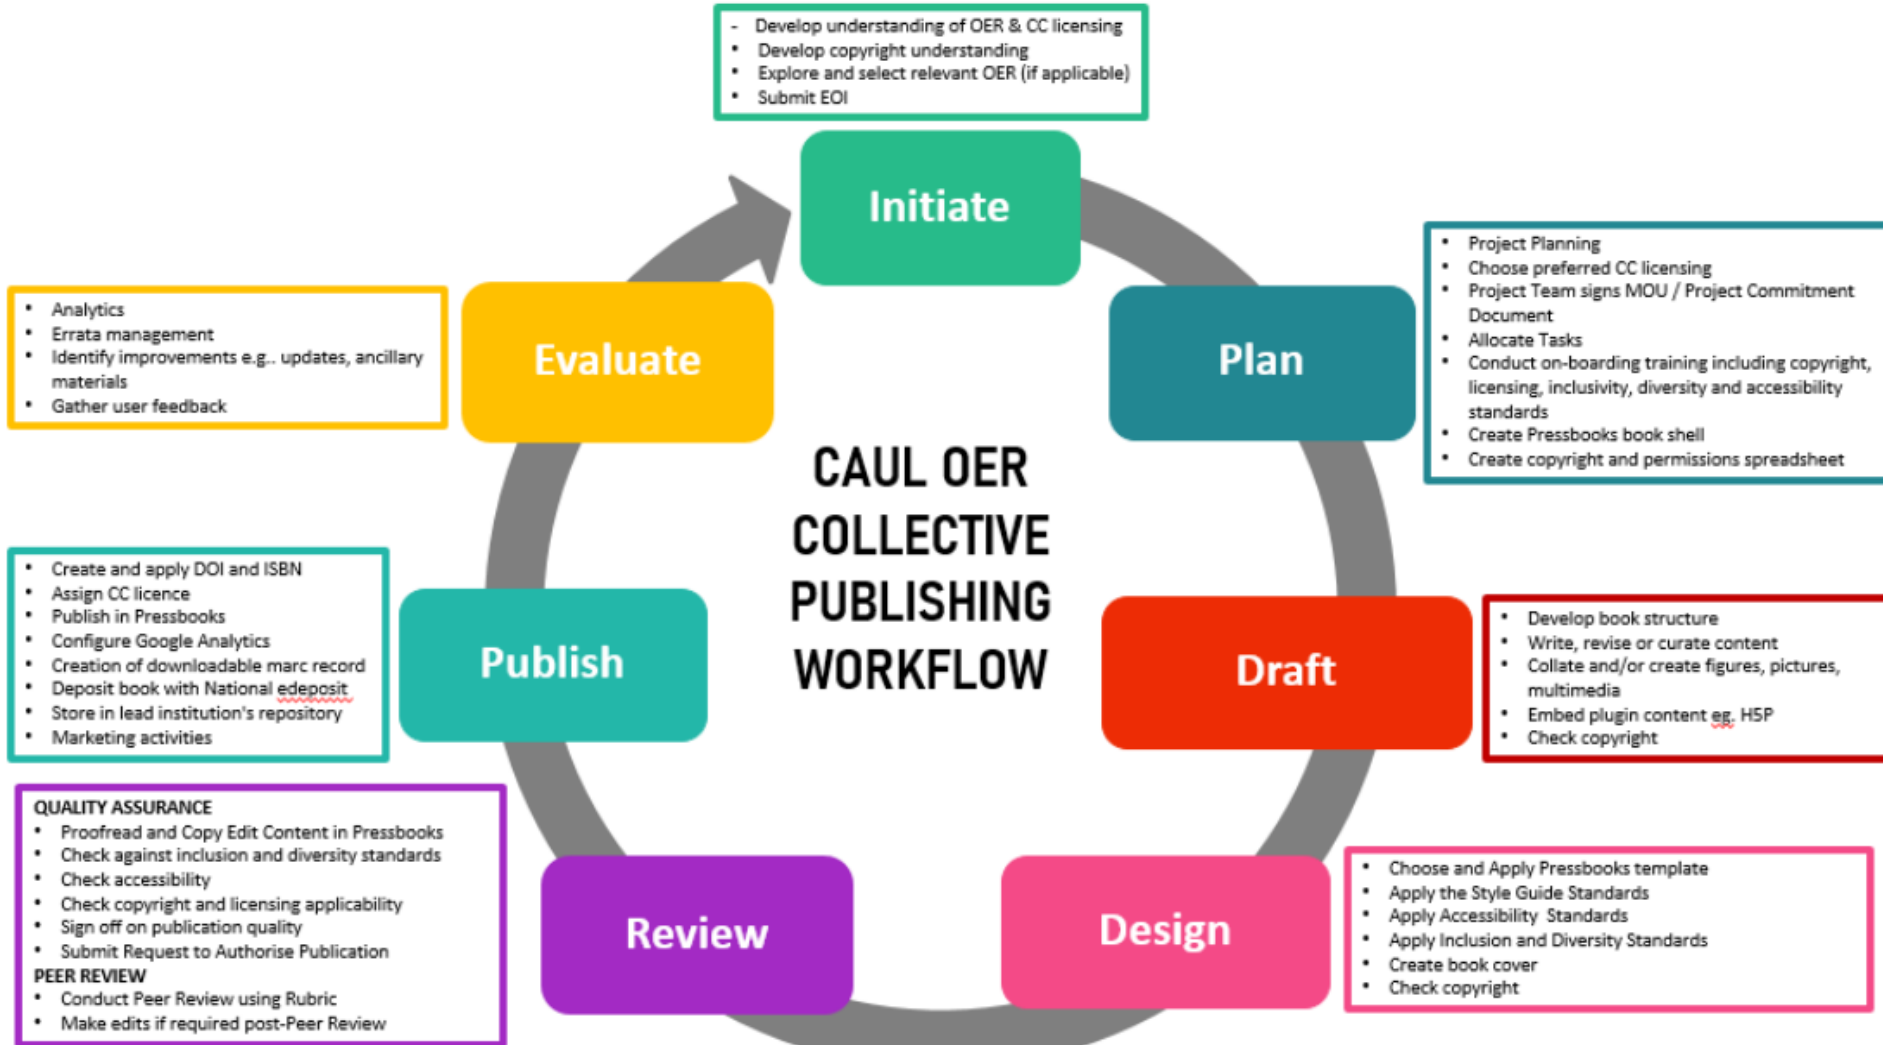 - Develop understanding of OER & CC licensing
• Develop copyright understanding
• Explore and select relevant OER (if applicable)
• Submit EOI
Initiate
• Project Planning
• Choose preferred CC licensing
• Project Team signs MOU / Project Commitment
Document
• Allocate Tasks
• Conduct on-boarding training including copyright,
licensing, inclusivity, diversity and accessibility
standards
• Create Pressbooks book shell
• Create copyright and permissions spreadsheet
Plan
• Develop book structure
• Write, revise or curate content
• Collate and/or create figures, pictures,
multimedia
• Embed plugin content eg. H5P
• Check copyright
Draft
• Choose and Apply Pressbooks template
• Apply the Style Guide Standards
• Apply Accessibility Standards
• Apply Inclusion and Diversity Standards
• Create book cover
• Check copyright
Design
QUALITY ASSURANCE
• Proofread and Copy Edit Content in Pressbooks
• Check against inclusion and diversity standards
• Check accessibility
• Check copyright and licensing applicability
• Sign off on publication quality
• Submit Request to Authorise Publication
PEER REVIEW
• Conduct Peer Review using Rubric
• Make edits if required post-Peer Review
Review
• Create and apply DOI and ISBN
• Assign CC licence
• Publish in Pressbooks
• Configure Google Analytics
• Creation of downloadable marc record
• Deposit book with National edeposit
• Store in lead institution's repository
• Marketing activities
Publish
• Analytics
• Errata management
• Identify improvements e.g.. updates, ancillary
materials
• Gather user feedback
Evaluate
CAUL OER
COLLECTIVE
PUBLISHING
WORKFLOW